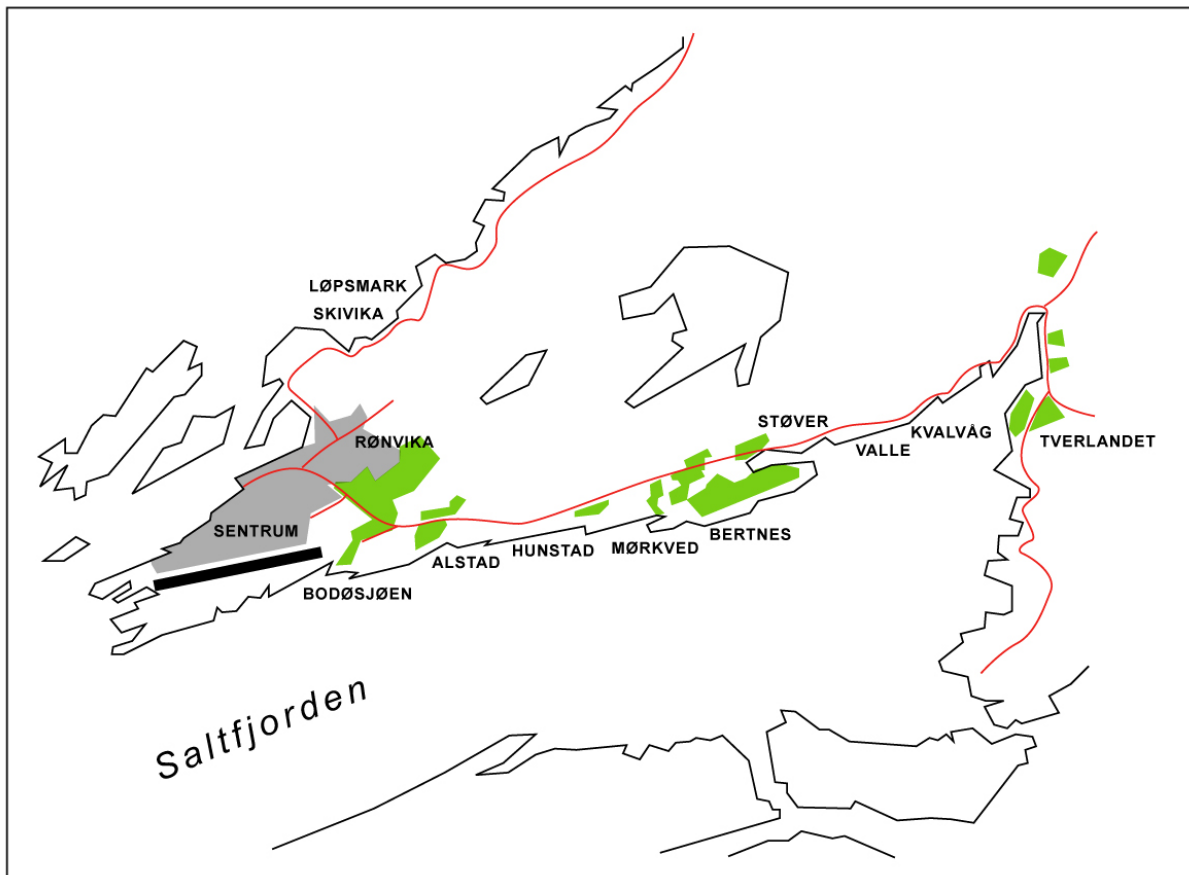 LØPSMARK
SKIVIKA
RØNVIKA
STØVER
KVALVÅG
TVERLANDET
VALLE
SENTRUM
BERTNES
MØRKVED
HUNSTAD
ALSTAD
BODØSJØEN
Saltfjorden